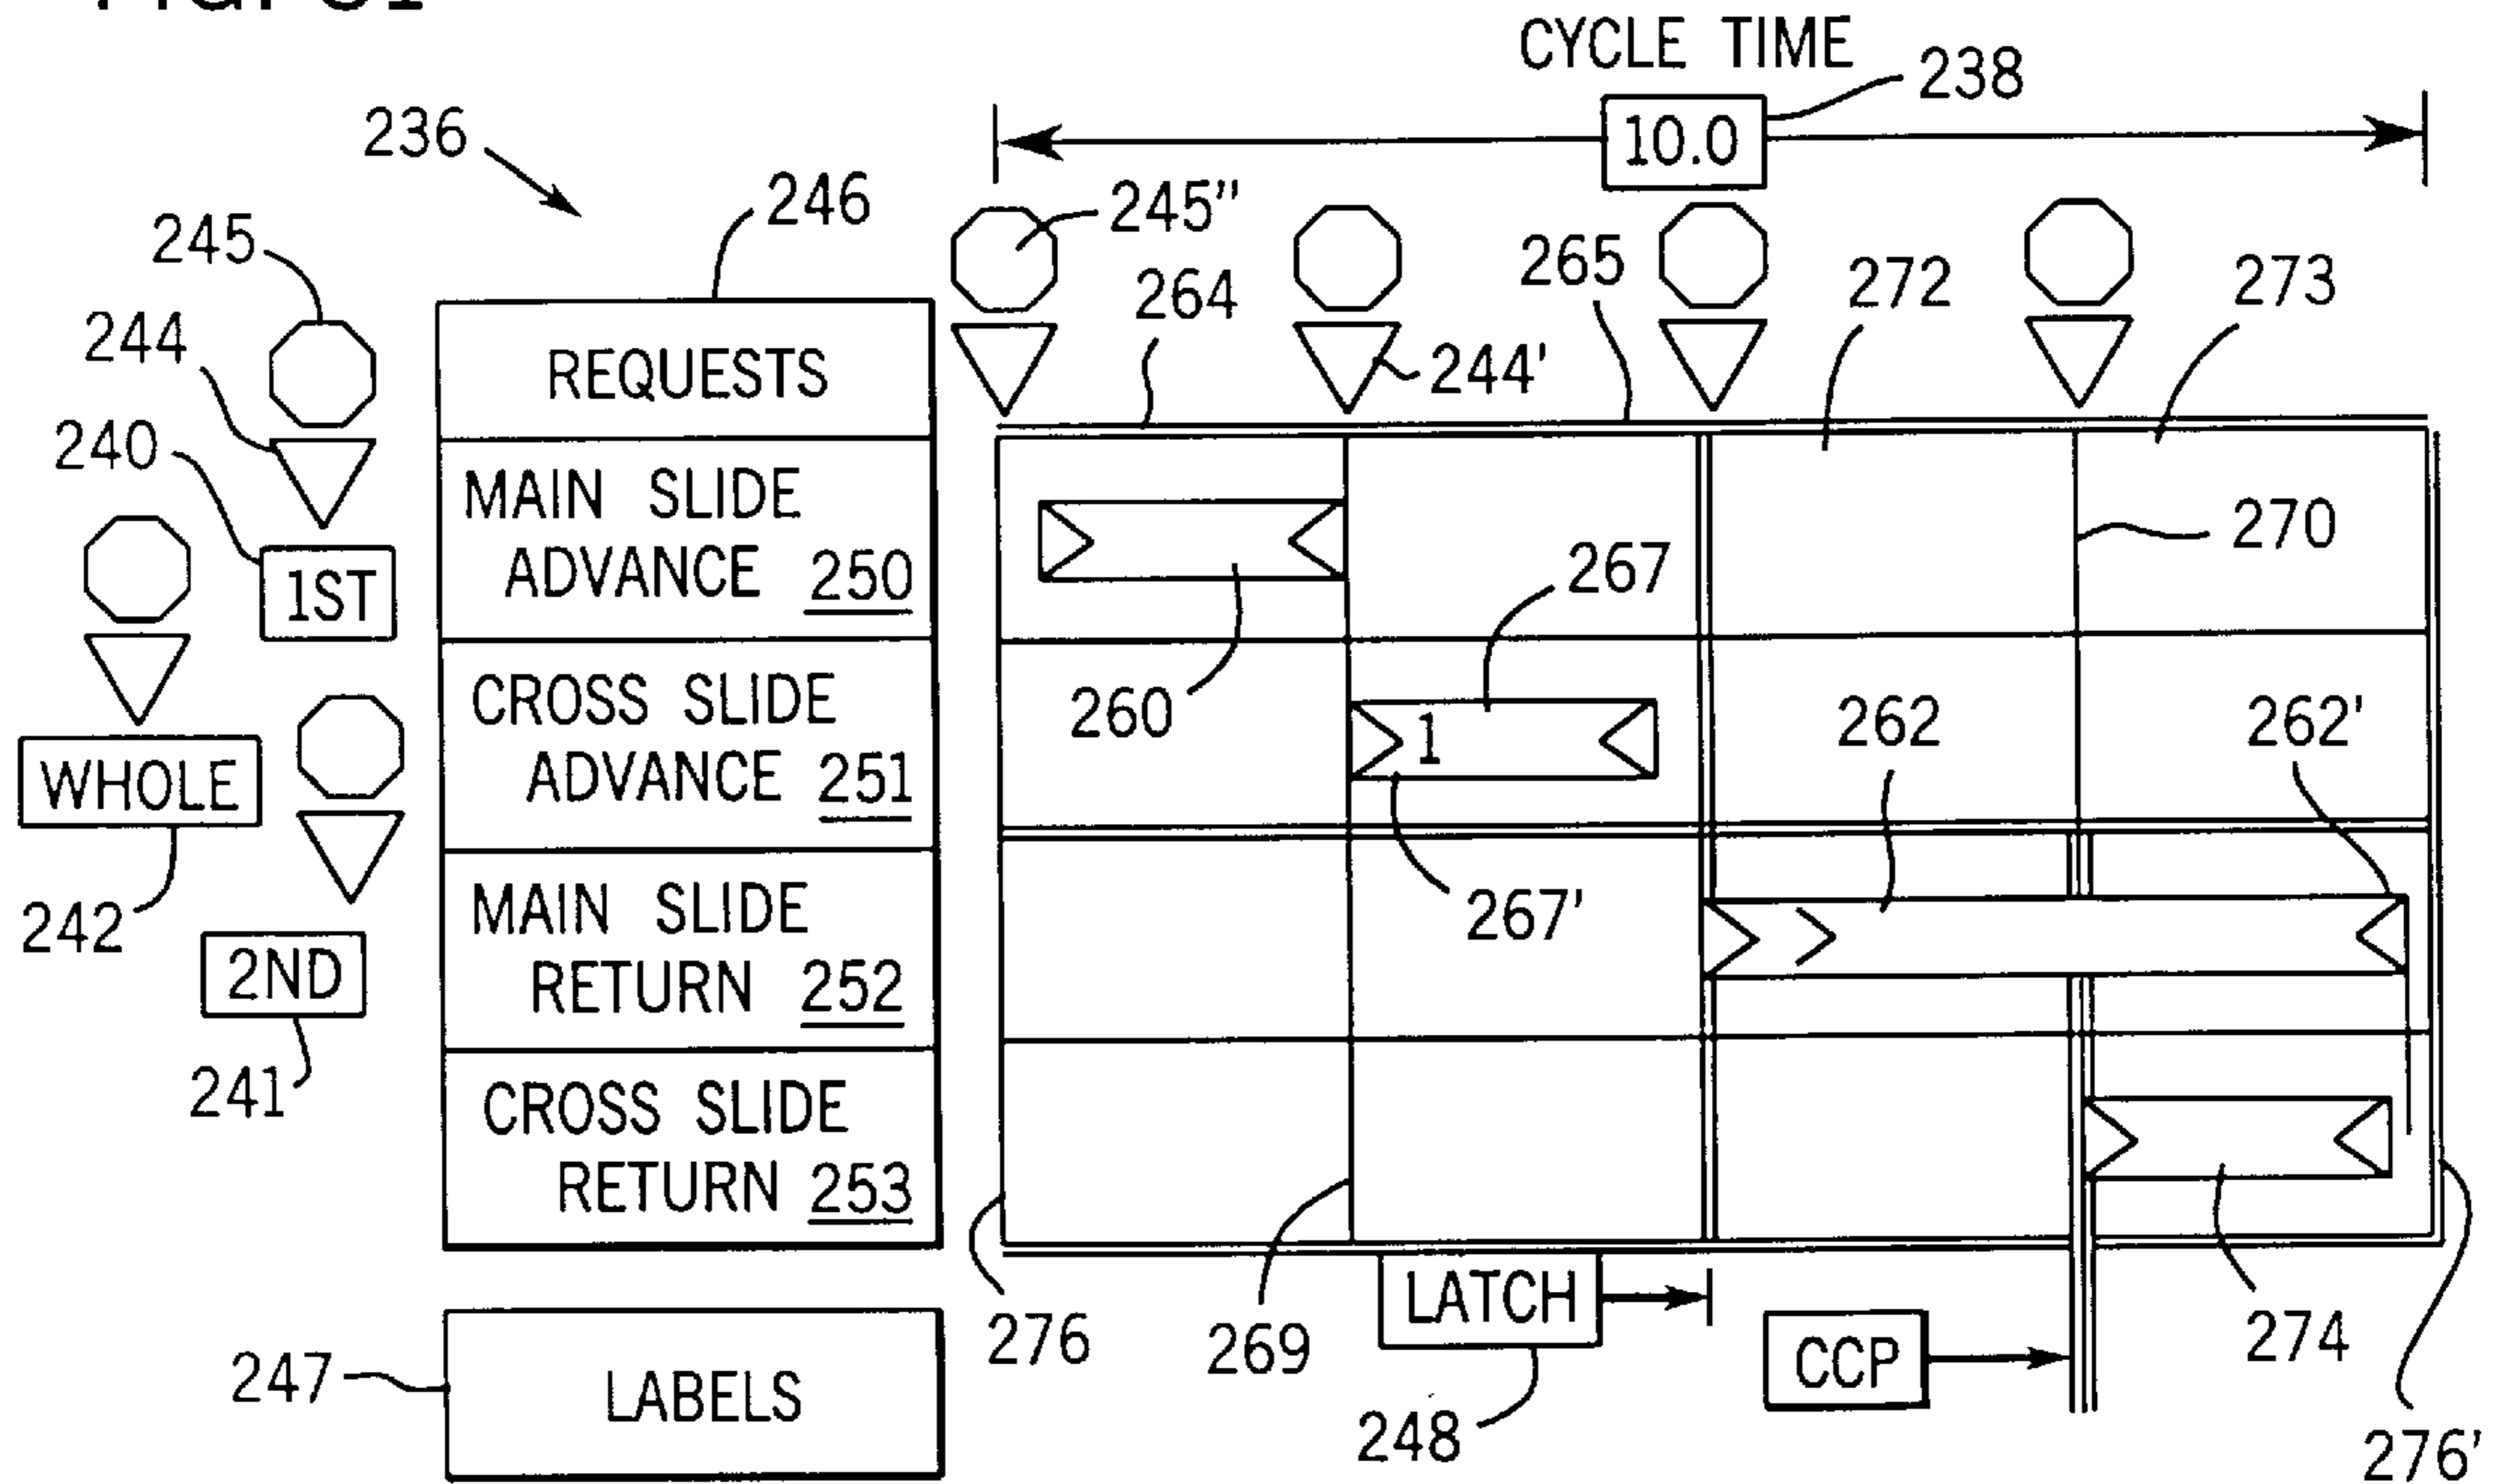 CYCLE TIME
238
10.0
236
246
245"
245
264
265
272
273
244
244'
REQUESTS
240
MAIN SLIDE
ADVANCE 250
270
267
1ST
260
CROSS SLIDE
ADVANCE 251
1
262
262'
WHOLE
267'
242
MAIN SLIDE
RETURN 252
2ND
241
CROSS SLIDE
RETURN 253
LATCH
276
269
CCP
274
247
LABELS
248
276'